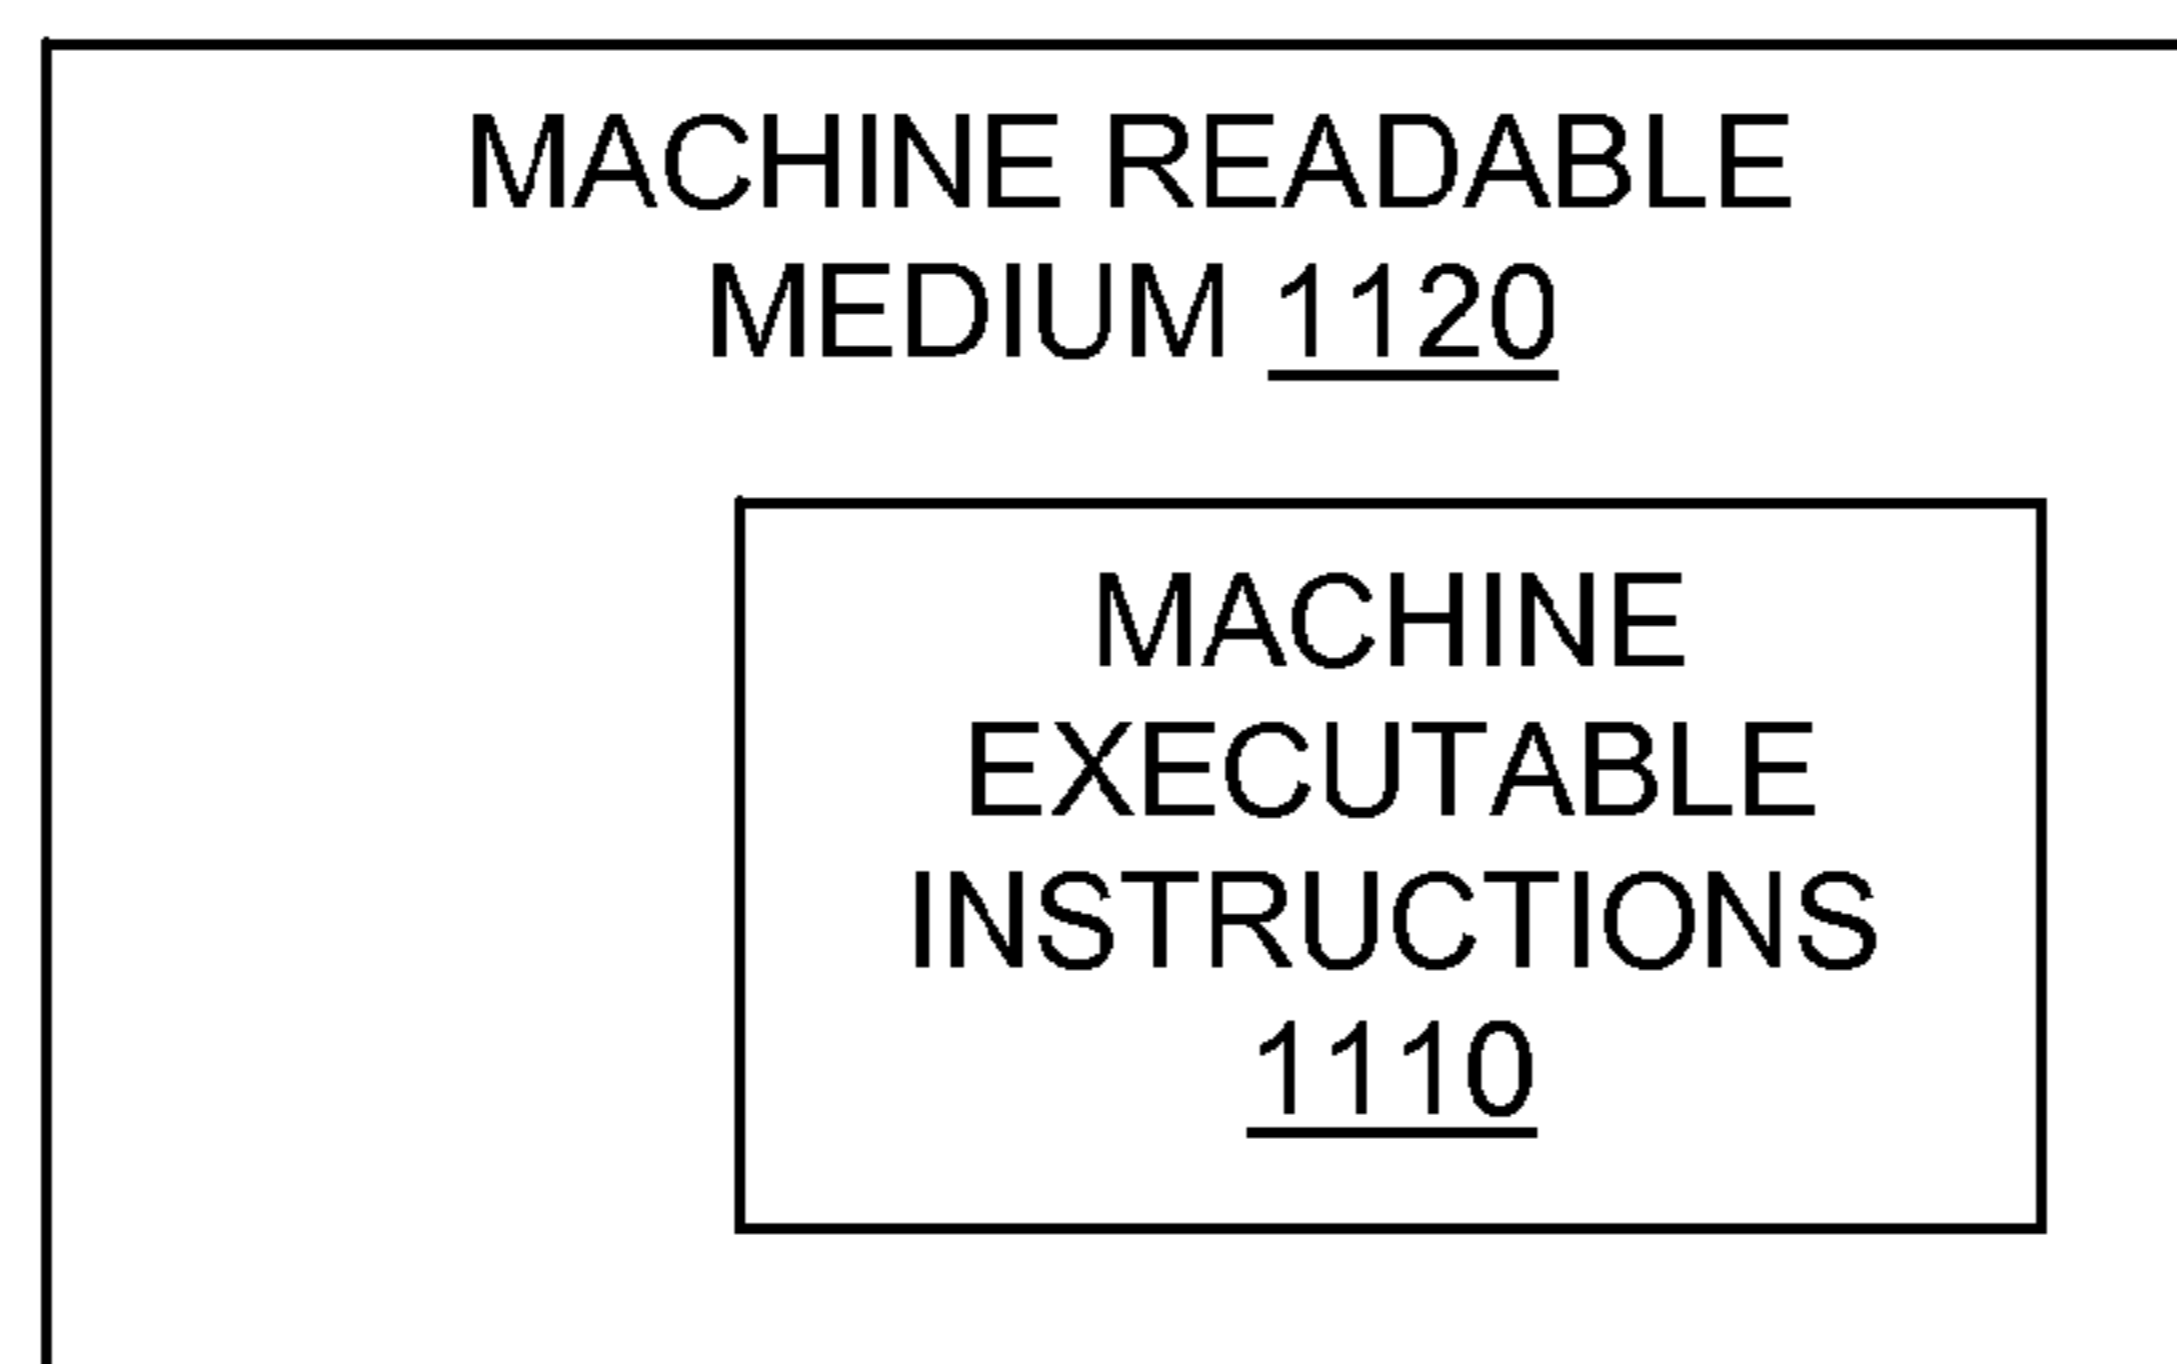 MACHINE READABLE
MEDIUM 1120
MACHINE
EXECUTABLE
INSTRUCTIONS
1110